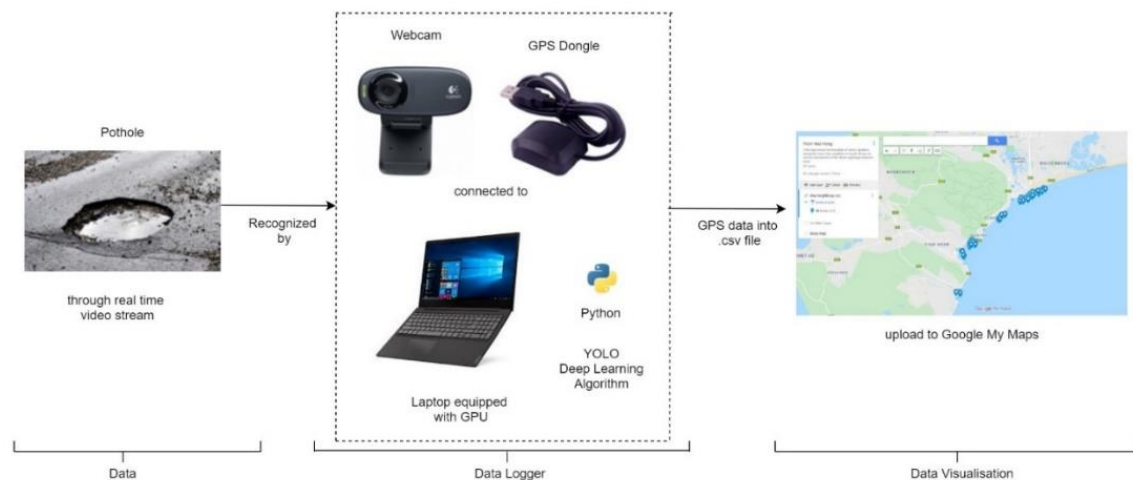 Webcam
GPS Dongle
Pothole
connected to
Recognized
by
GPS data into
.csv file
through real time
video stream
Python
YOLO
Deep Learning
Algorithm
Laptop equipped
with GPU
upload to Google My Maps
Data
Data Logger
Data Visualisation